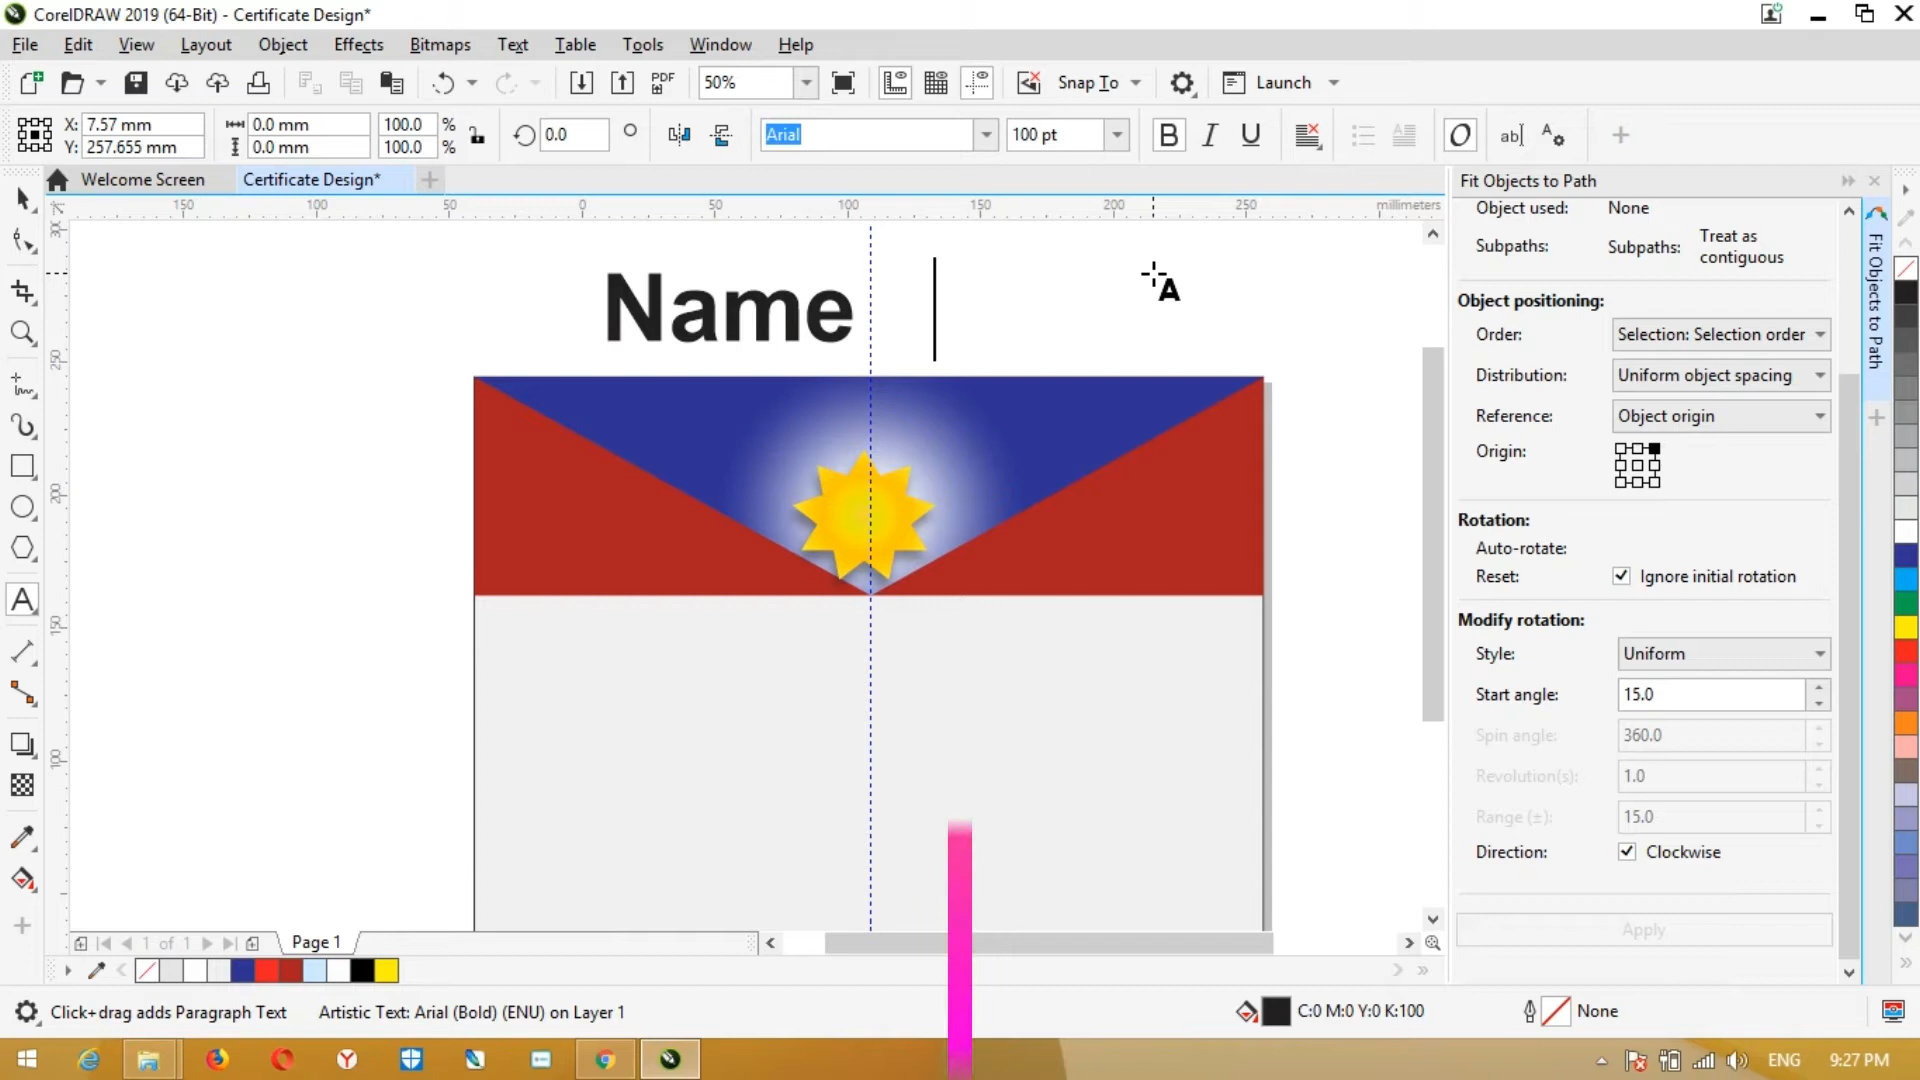 CorelDRAW 2019 (64-Bit) - Certificate Design*
File Edit View Layout Object Effects Bitmaps Text Table Tools Window Help
PDF 50% Snap To Launch
X: 7.57 mm 0.0 mm 100.0 % 0.0 Arial 100 pt B I U O ab A
Y: 257.655 mm 0.0 mm 100.0 %
Welcome Screen Certificate Design*
150 100 50 0 50 100 150 200 250 millimeters
300
250
200
150
100
Name
A
Fit Objects to Path
Object used: None
Subpaths: Subpaths: Treat as contiguous
Object positioning:
Order: Selection: Selection order
Distribution: Uniform object spacing
Reference: Object origin
Origin:
Rotation:
Auto-rotate:
Reset: Ignore initial rotation
Modify rotation:
Style: Uniform
Start angle: 15.0
Spin angle: 360.0
Revolution(s): 1.0
Range (±): 15.0
Direction: Clockwise
Apply
Fit Objects to Path
1 of 1 Page 1
Click+drag adds Paragraph Text Artistic Text: Arial (Bold) (ENU) on Layer 1 C:0 M:0 Y:0 K:100 None
ENG 9:27 PM